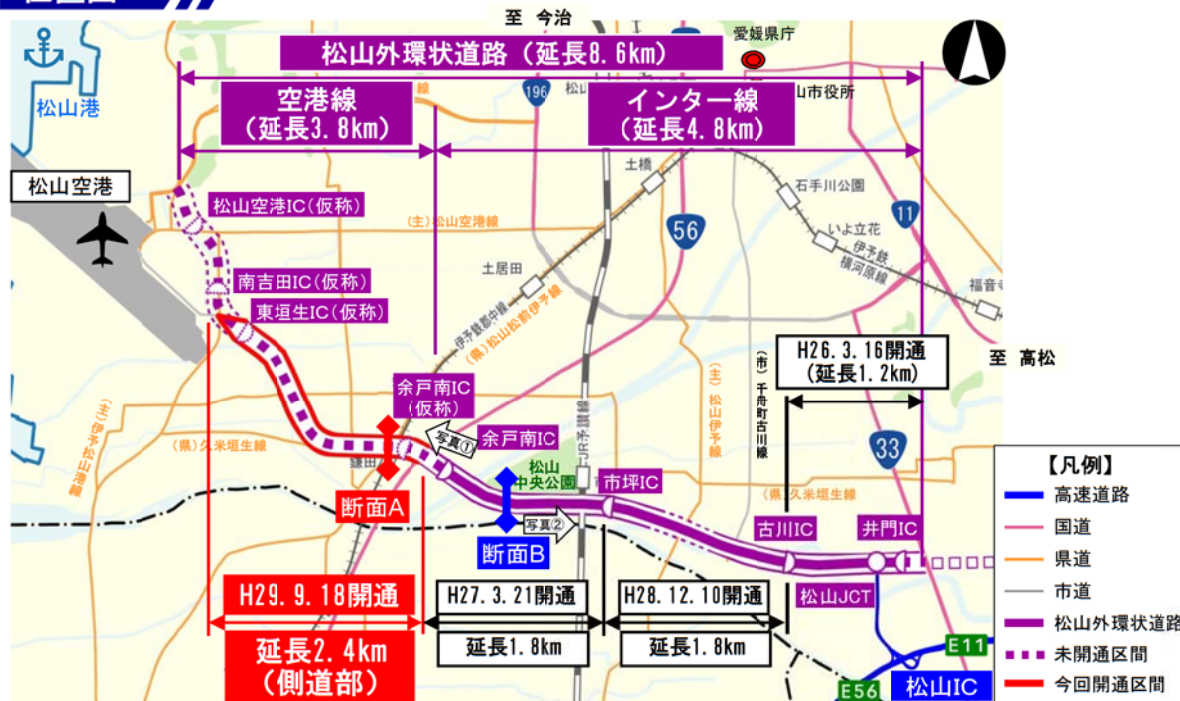 至 今治
松山外環状道路（延長8.6km）
愛媛県庁
山市役所
松山港
空港線
（延長3.8km）
196
インター線
（延長4.8km）
松山空港
土橋
石手川公園
11
松山空港IC（仮称）
(主)松山空港線
56
いよ立花
伊予鉄
横河原線
福音寺
土居田
南吉田IC（仮称）
東垣生IC（仮称）
伊予鉄郡中線
(県)松山松前伊予線
H26.3.16開通
（延長1.2km）
至 高松
(市)千舟町古川線
(主)松山伊予線
余戸南IC
（仮称）
JR予讃線
(主)伊予松山港線
(県)久米垣生線
写真①
余戸南IC
33
鎌田
松山
中央公園
市坪IC
(県)久米垣生線
断面A
写真②
断面B
古川IC
井門IC
松山JCT
H29.9.18開通
延長2.4km
（側道部）
H27.3.21開通
延長1.8km
H28.12.10開通
延長1.8km
E11
E56
松山IC
【凡例】
高速道路
国道
県道
市道
松山外環状道路
未開通区間
今回開通区間